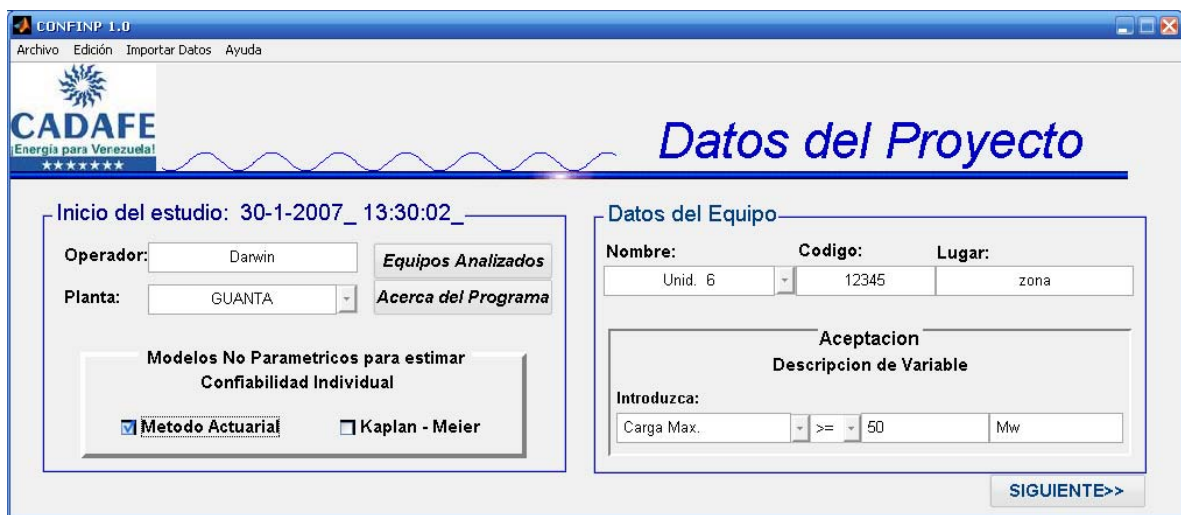 CONFINP 1.0
Archivo Edición Importar Datos Ayuda
CADAFE
¡Energía para Venezuela!
Datos del Proyecto
Inicio del estudio: 30-1-2007_ 13:30:02_
Operador: Darwin
Equipos Analizados
Planta: GUANTA
Acerca del Programa
Modelos No Parametricos para estimar
Confiabilidad Individual
Metodo Actuarial
Kaplan - Meier
Datos del Equipo
Nombre: Codigo: Lugar:
Unid. 6 12345 zona
Aceptacion
Descripcion de Variable
Introduzca:
Carga Max. >= 50 Mw
SIGUIENTE>>